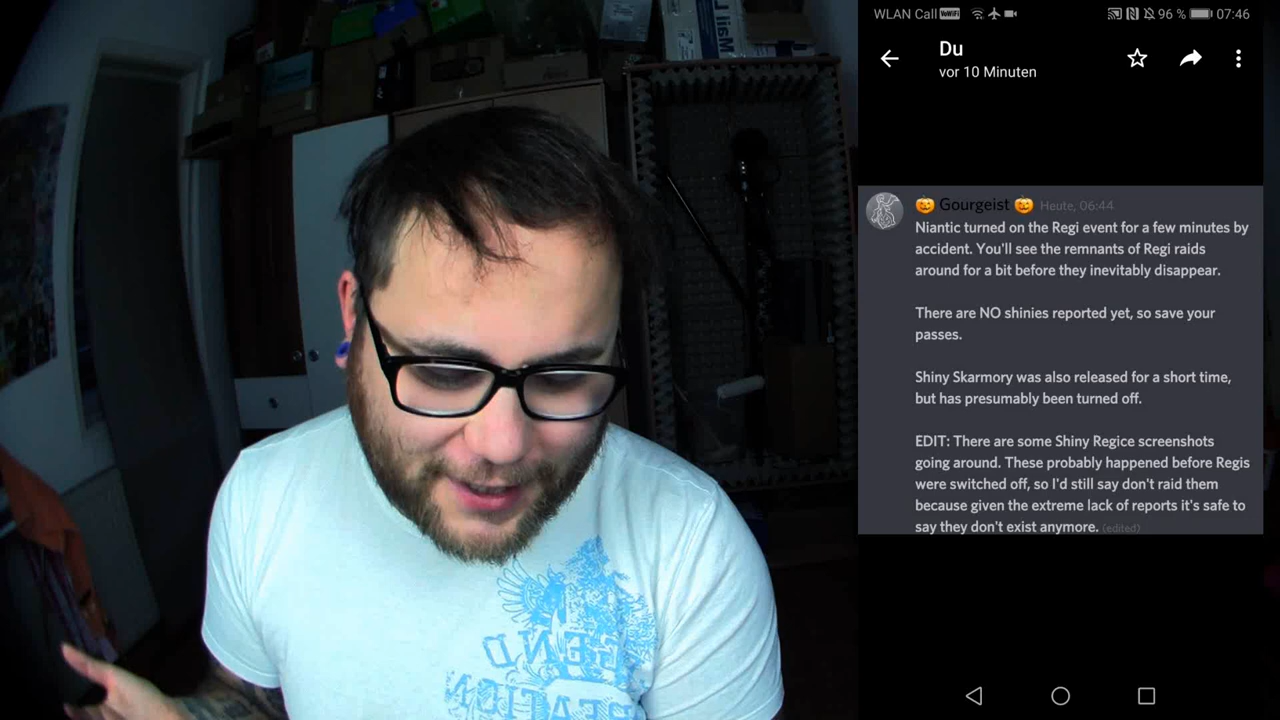 WLAN Call VoWiFi 96 % 07:46
Du
vor 10 Minuten
Gourgeist Heute, 06:44
Niantic turned on the Regi event for a few minutes by
accident. You'll see the remnants of Regi raids
around for a bit before they inevitably disappear.
There are NO shinies reported yet, so save your
passes.
Shiny Skarmory was also released for a short time,
but has presumably been turned off.
EDIT: There are some Shiny Regice screenshots
going around. These probably happened before Regis
were switched off, so I'd still say don't raid them
because given the extreme lack of reports it's safe to
say they don't exist anymore. (edited)